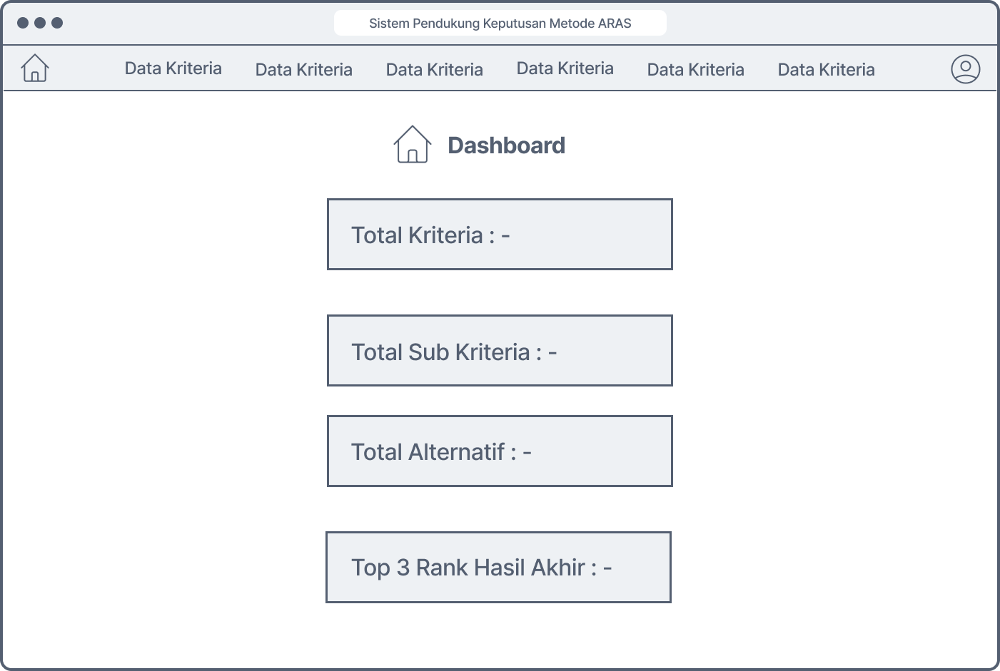 Sistem Pendukung Keputusan Metode ARAS
Data Kriteria Data Kriteria Data Kriteria Data Kriteria Data Kriteria Data Kriteria
Dashboard
Total Kriteria : -
Total Sub Kriteria : -
Total Alternatif : -
Top 3 Rank Hasil Akhir : -